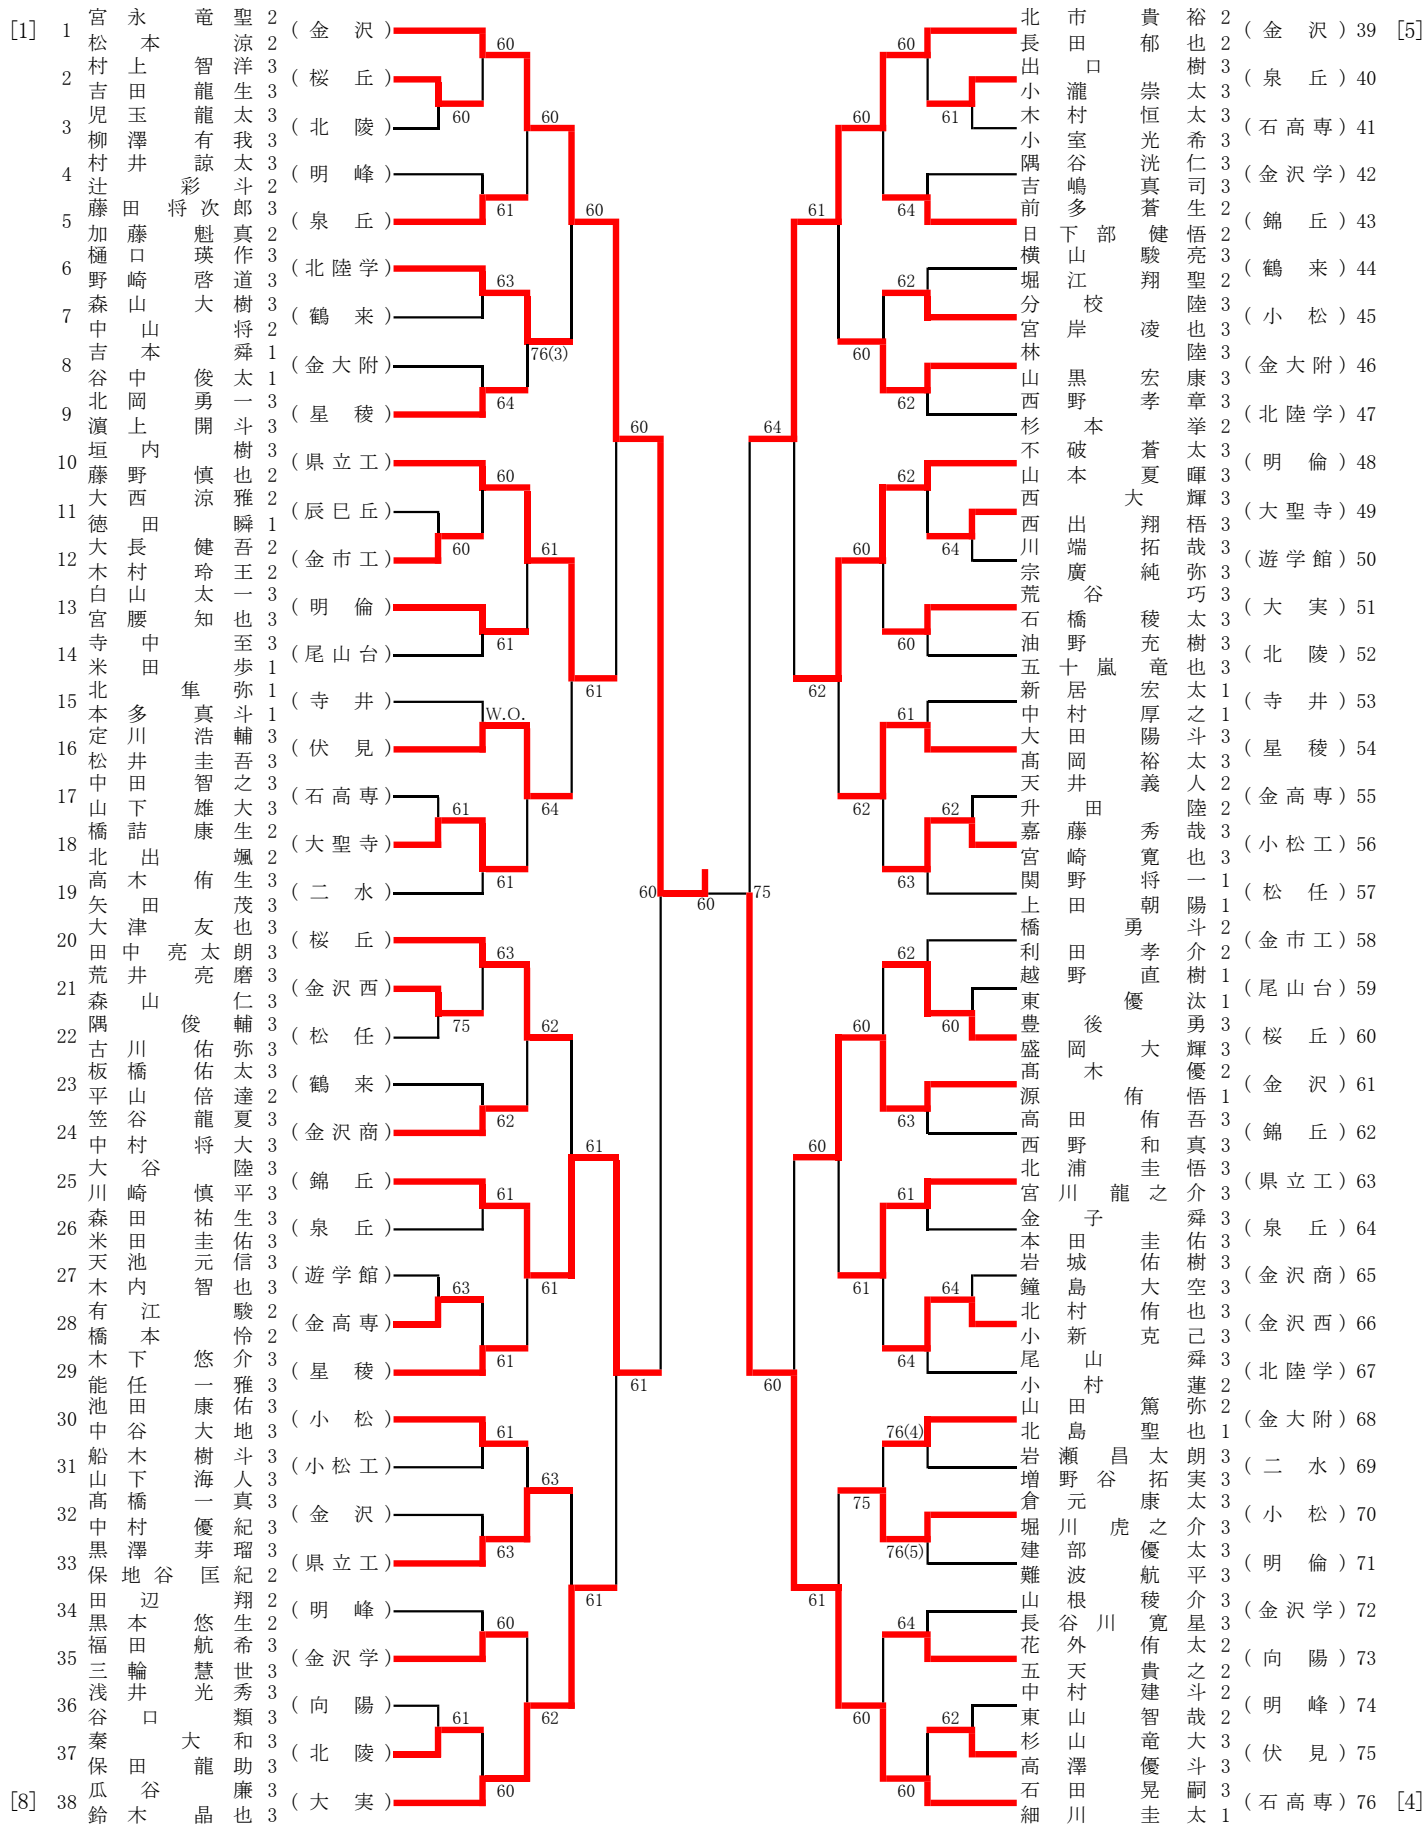 [1] 1 宮永 竜聖 2 (金沢)
松本 涼 2
2 村上 智洋 3 (桜丘)
吉田 龍生 3
3 児玉 龍太 3 (北陵)
柳澤 有我 3
4 村井 諒太 3 (明峰)
辻 彩斗 2
5 藤田 将次郎 3 (泉丘)
加藤 魁真 2
6 樋口 瑛作 3 (北陸学)
野崎 啓道 3
7 森山 大樹 3 (鶴来)
中山 将 2
8 吉本 舜 1 (金大附)
谷中 俊太 1
9 北岡 勇一 3 (星稜)
濵上 開斗 3
10 垣内 樹 3 (県立工)
藤野 慎也 2
11 大西 涼雅 2 (辰巳丘)
徳田 瞬 1
12 大長 健吾 2 (金市工)
木村 玲王 2
13 白山 太一 3 (明倫)
宮腰 知也 3
14 寺中 至 3 (尾山台)
米田 歩 1
15 北 隼弥 1 (寺井)
本多 真斗 1
16 定川 浩輔 3 (伏見)
松井 圭吾 3
17 中田 智之 3 (石高専)
山下 雄大 3
18 橋詰 康生 2 (大聖寺)
北出 颯 2
19 高木 侑生 3 (二水)
矢田 茂 3
20 大津 友也 3 (桜丘)
田中 亮太朗 3
21 荒井 亮磨 3 (金沢西)
森山 仁 3
22 隅 俊輔 3 (松任)
古川 佑弥 3
23 板橋 佑太 3 (鶴来)
平山 倍達 2
24 笠谷 龍夏 3 (金沢商)
中村 将大 3
25 大谷 陸 3 (錦丘)
川崎 慎平 3
26 森田 祐生 3 (泉丘)
米田 圭佑 3
27 天池 元信 3 (遊学館)
木内 智也 3
28 有江 駿 2 (金高専)
橋本 怜 2
29 木下 悠介 3 (星稜)
能任 一雅 3
30 池田 康佑 3 (小松)
中谷 大地 3
31 船木 樹斗 3 (小松工)
山下 海人 3
32 髙橋 一真 3 (金沢)
中村 優紀 3
33 黒澤 芽瑠 3 (県立工)
保地谷 匡紀 2
34 田辺 翔 2 (明峰)
黒本 悠生 2
35 福田 航希 3 (金沢学)
三輪 慧世 3
36 浅井 光秀 3 (向陽)
谷口 類 3
37 秦 大和 3 (北陵)
保田 龍助 3
[8] 38 瓜谷 廉 3 (大実)
鈴木 晶也 3
60
60
60
61
60
63
76(3)
64
60
60
60
61
61
61
W.O.
61
64
61
60
63
75
62
62
61
61
63
61
61
61
61
63
63
61
60
61
62
60
60
75
60
61
60
64
61
62
60
62
64
62
64
60
60
62
61
62
62
63
62
60
60
63
60
61
61
64
64
60
76(4)
75
76(5)
61
64
60
62
60
北市 貴裕 2 (金沢) 39 [5]
長田 郁也 2
出口 樹 3 (泉丘) 40
小瀧 崇太 3
木村 恒太 3 (石高専) 41
小室 光希 3
隅谷 洸仁 3 (金沢学) 42
吉嶋 真司 3
前多 蒼生 2 (錦丘) 43
日下部 健悟 2
横山 駿亮 3 (鶴来) 44
堀江 翔聖 2
分校 陸 3 (小松) 45
宮岸 凌也 3
林 陸 3 (金大附) 46
山黒 宏康 3
西野 孝章 3 (北陸学) 47
杉本 挙 2
不破 蒼太 3 (明倫) 48
山本 夏暉 3
西 大輝 3 (大聖寺) 49
西出 翔梧 3
川端 拓哉 3 (遊学館) 50
宗廣 純弥 3
荒谷 巧 3 (大実) 51
石橋 稜太 3
油野 充樹 3 (北陵) 52
五十嵐 竜也 3
新居 宏太 1 (寺井) 53
中村 厚之 1
大田 陽斗 3 (星稜) 54
髙岡 裕太 3
天井 義人 2 (金高専) 55
升田 陸 2
嘉藤 秀哉 3 (小松工) 56
宮崎 寛也 3
関野 将一 1 (松任) 57
上田 朝陽 1
橋 勇斗 2 (金市工) 58
利田 孝介 2
越野 直樹 1 (尾山台) 59
東 優汰 1
豊後 勇 3 (桜丘) 60
盛岡 大輝 3
髙木 優 2 (金沢) 61
源 侑悟 1
高田 侑吾 3 (錦丘) 62
西野 和真 3
北浦 圭悟 3 (県立工) 63
宮川 龍之介 3
金子 舜 3 (泉丘) 64
本田 圭佑 3
岩城 佑樹 3 (金沢商) 65
鐘島 大空 3
北村 侑也 3 (金沢西) 66
小新 克己 3
尾山 舜 3 (北陸学) 67
小村 蓮 2
山田 篤弥 2 (金大附) 68
北島 聖也 1
岩瀬 昌太朗 3 (二水) 69
増野谷 拓実 3
倉元 康太 3 (小松) 70
堀川 虎之介 3
建部 優太 3 (明倫) 71
難波 航平 3
山根 稜介 3 (金沢学) 72
長谷川 寛星 3
花外 侑太 2 (向陽) 73
五天 貴之 2
中村 建斗 2 (明峰) 74
東山 智哉 2
杉山 竜大 3 (伏見) 75
高澤 優斗 3
石田 晃嗣 3 (石高専) 76 [4]
細川 圭太 1